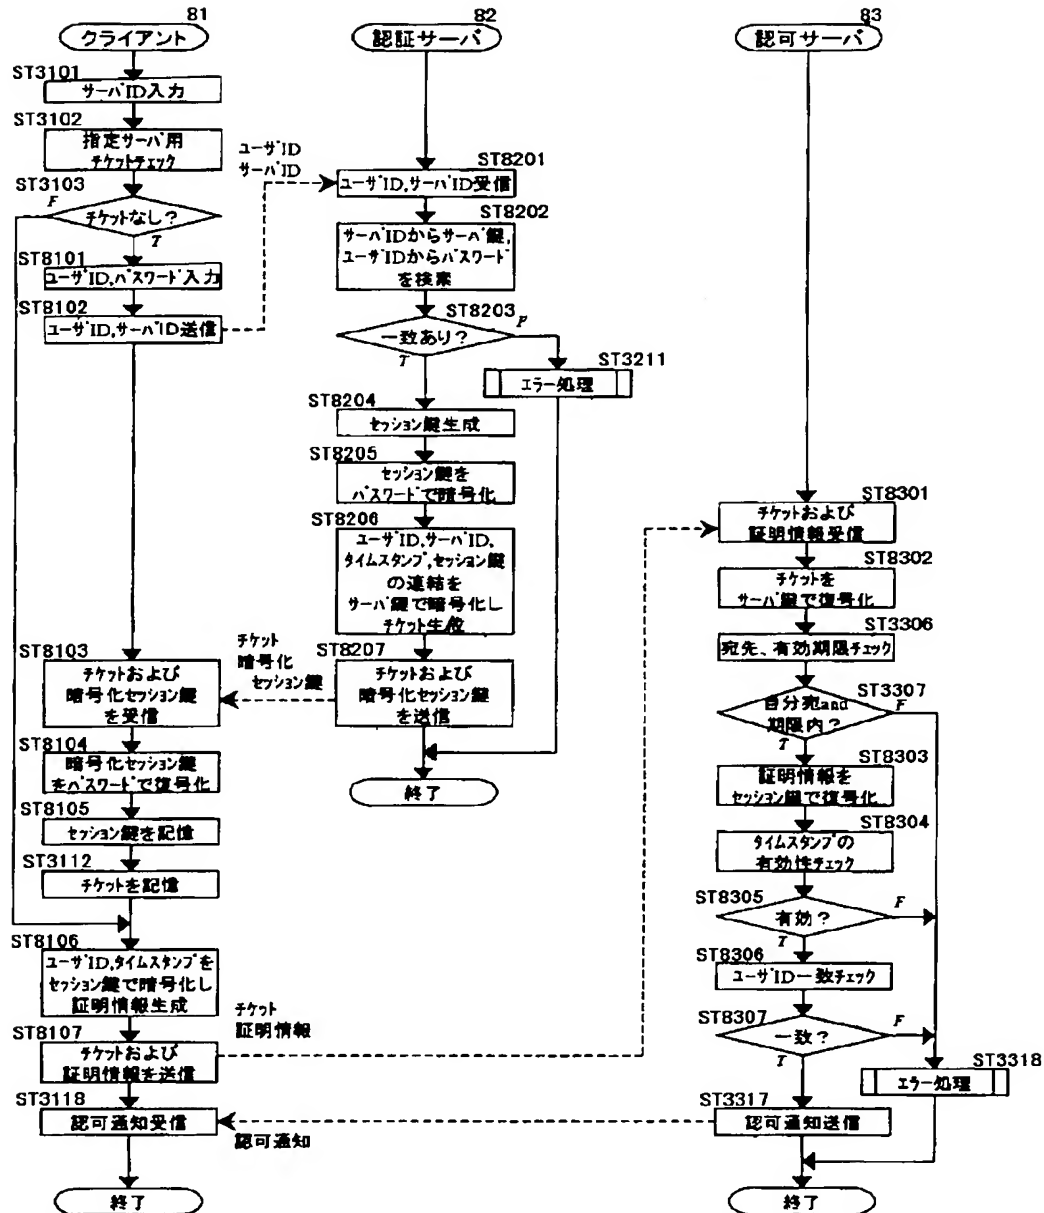 81
クライアント
ST3101
サーバID入力
ST3102
指定サーバ用
チケットチェック
ST3103
F
チケットなし?
T
ST8101
ユーザID,パスワード入力
ST8102
ユーザID,サーバID送信
ユーザID
サーバID
ST8103
チケットおよび
暗号化セッション鍵
を受信
ST8104
暗号化セッション鍵
をパスワードで復号化
ST8105
セッション鍵を記憶
ST3112
チケットを記憶
ST8106
ユーザID,タイムスタンプを
セッション鍵で暗号化し
証明情報生成
ST8107
チケットおよび
証明情報を送信
チケット
証明情報
ST3118
認可通知受信
認可通知
終了
82
認証サーバ
ST8201
ユーザID,サーバID受信
ST8202
サーバIDからサーバ鍵,
ユーザIDからパスワード
を検索
ST8203
一致あり?
F
T
ST3211
エラー処理
ST8204
セッション鍵生成
ST8205
セッション鍵を
パスワードで暗号化
ST8206
ユーザID,サーバID,
タイムスタンプ,セッション鍵
の連結を
サーバ鍵で暗号化し
チケット生成
ST8207
チケットおよび
暗号化セッション鍵
を送信
チケット
暗号化
セッション鍵
終了
83
認可サーバ
ST8301
チケットおよび
証明情報受信
ST8302
チケットを
サーバ鍵で復号化
ST3306
宛先、有効期限チェック
ST3307
自分宛and
期限内?
F
T
ST8303
証明情報を
セッション鍵で復号化
ST8304
タイムスタンプの
有効性チェック
ST8305
有効?
F
T
ST8306
ユーザID一致チェック
ST8307
一致?
F
T
ST3318
エラー処理
ST3317
認可通知送信
終了